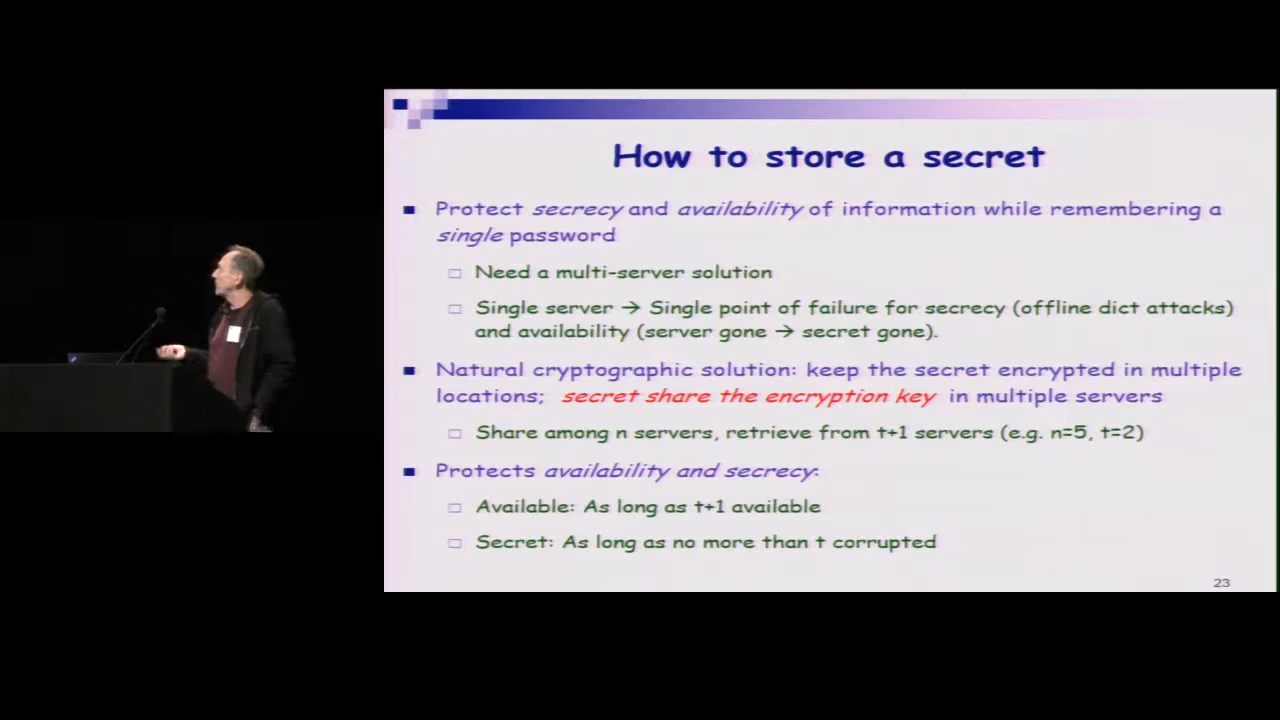 How to store a secret
Protect secrecy and availability of information while remembering a
single password
Need a multi-server solution
Single server → Single point of failure for secrecy (offline dict attacks)
and availability (server gone → secret gone).
Natural cryptographic solution: keep the secret encrypted in multiple
locations; secret share the encryption key in multiple servers
Share among n servers, retrieve from t+1 servers (e.g. n=5, t=2)
Protects availability and secrecy:
Available: As long as t+1 available
Secret: As long as no more than t corrupted
23